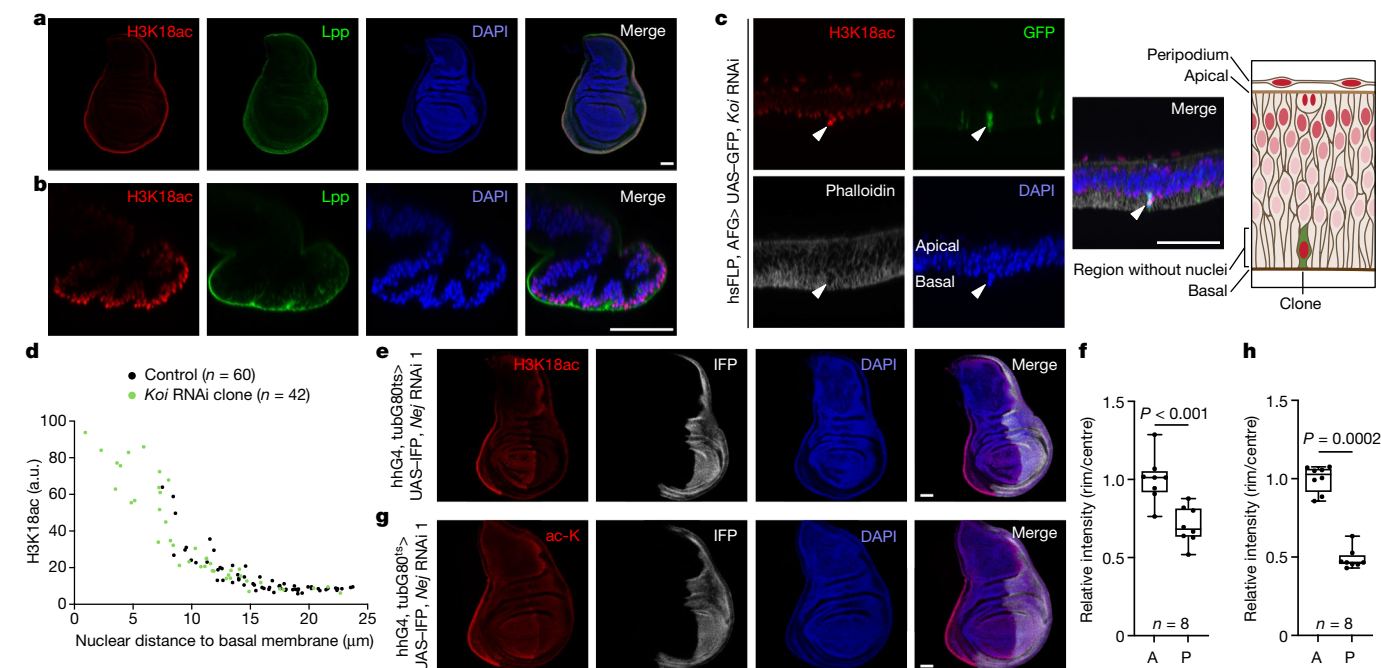 a
H3K18ac
Lpp
DAPI
Merge
b
H3K18ac
Lpp
DAPI
Merge
c
hsFLP, AFG> UAS–GFP, Koi RNAi
H3K18ac
GFP
Phalloidin
DAPI
Apical
Basal
Merge
Peripodium
Apical
Region without nuclei
Basal
Clone
d
Control (n = 60)
Koi RNAi clone (n = 42)
H3K18ac (a.u.)
100
80
60
40
20
0
0 5 10 15 20 25
Nuclear distance to basal membrane (μm)
e
hhG4, tubG80ts>
UAS–IFP, Nej RNAi 1
H3K18ac
IFP
DAPI
Merge
f
Relative intensity (rim/centre)
1.5
1.0
0.5
0
P < 0.001
n = 8
A P
g
hhG4, tubG80ts>
UAS–IFP, Nej RNAi 1
ac-K
IFP
DAPI
Merge
h
Relative intensity (rim/centre)
1.5
1.0
0.5
0
P = 0.0002
n = 8
A P